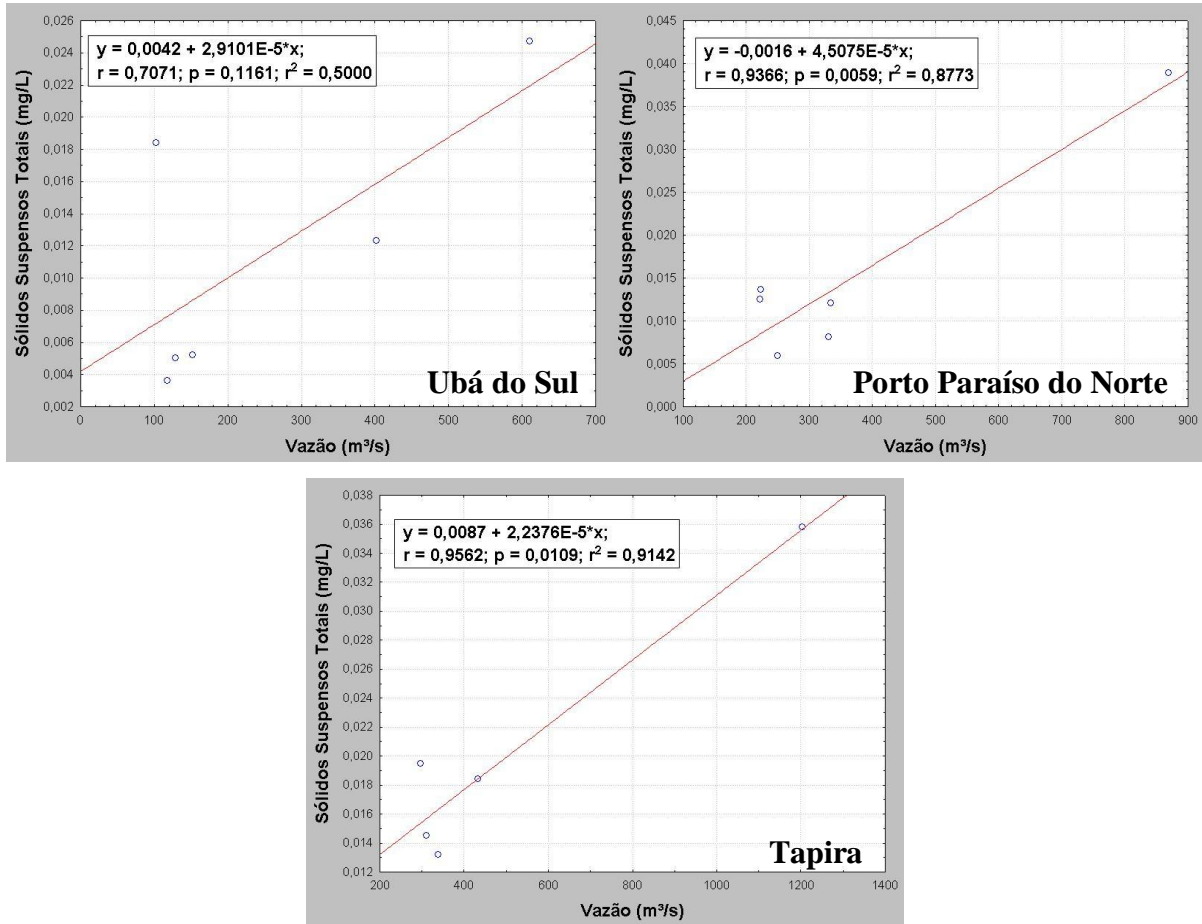 y = 0,0042 + 2,9101E-5*x;
r = 0,7071; p = 0,1161; r² = 0,5000
Sólidos Suspensos Totais (mg/L)
0,026
0,024
0,022
0,020
0,018
0,016
0,014
0,012
0,010
0,008
0,006
0,004
0,002
0 100 200 300 400 500 600 700
Vazão (m³/s)
Ubá do Sul
y = -0,0016 + 4,5075E-5*x;
r = 0,9366; p = 0,0059; r² = 0,8773
Sólidos Suspensos Totais (mg/L)
0,045
0,040
0,035
0,030
0,025
0,020
0,015
0,010
0,005
0,000
100 200 300 400 500 600 700 800 900
Vazão (m³/s)
Porto Paraíso do Norte
y = 0,0087 + 2,2376E-5*x;
r = 0,9562; p = 0,0109; r² = 0,9142
Sólidos Suspensos Totais (mg/L)
0,038
0,036
0,034
0,032
0,030
0,028
0,026
0,024
0,022
0,020
0,018
0,016
0,014
0,012
200 400 600 800 1000 1200 1400
Vazão (m³/s)
Tapira